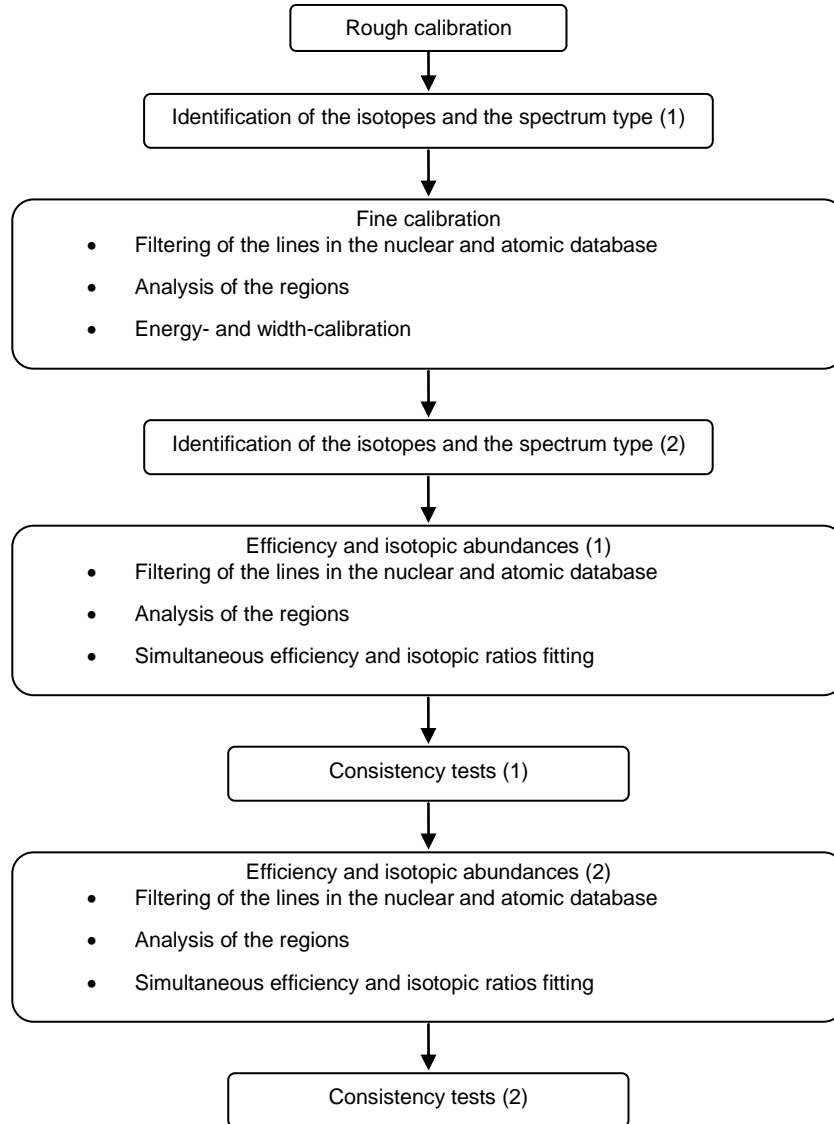 Rough calibration
Identification of the isotopes and the spectrum type (1)
Fine calibration
• Filtering of the lines in the nuclear and atomic database
• Analysis of the regions
• Energy- and width-calibration
Identification of the isotopes and the spectrum type (2)
Efficiency and isotopic abundances (1)
• Filtering of the lines in the nuclear and atomic database
• Analysis of the regions
• Simultaneous efficiency and isotopic ratios fitting
Consistency tests (1)
Efficiency and isotopic abundances (2)
• Filtering of the lines in the nuclear and atomic database
• Analysis of the regions
• Simultaneous efficiency and isotopic ratios fitting
Consistency tests (2)